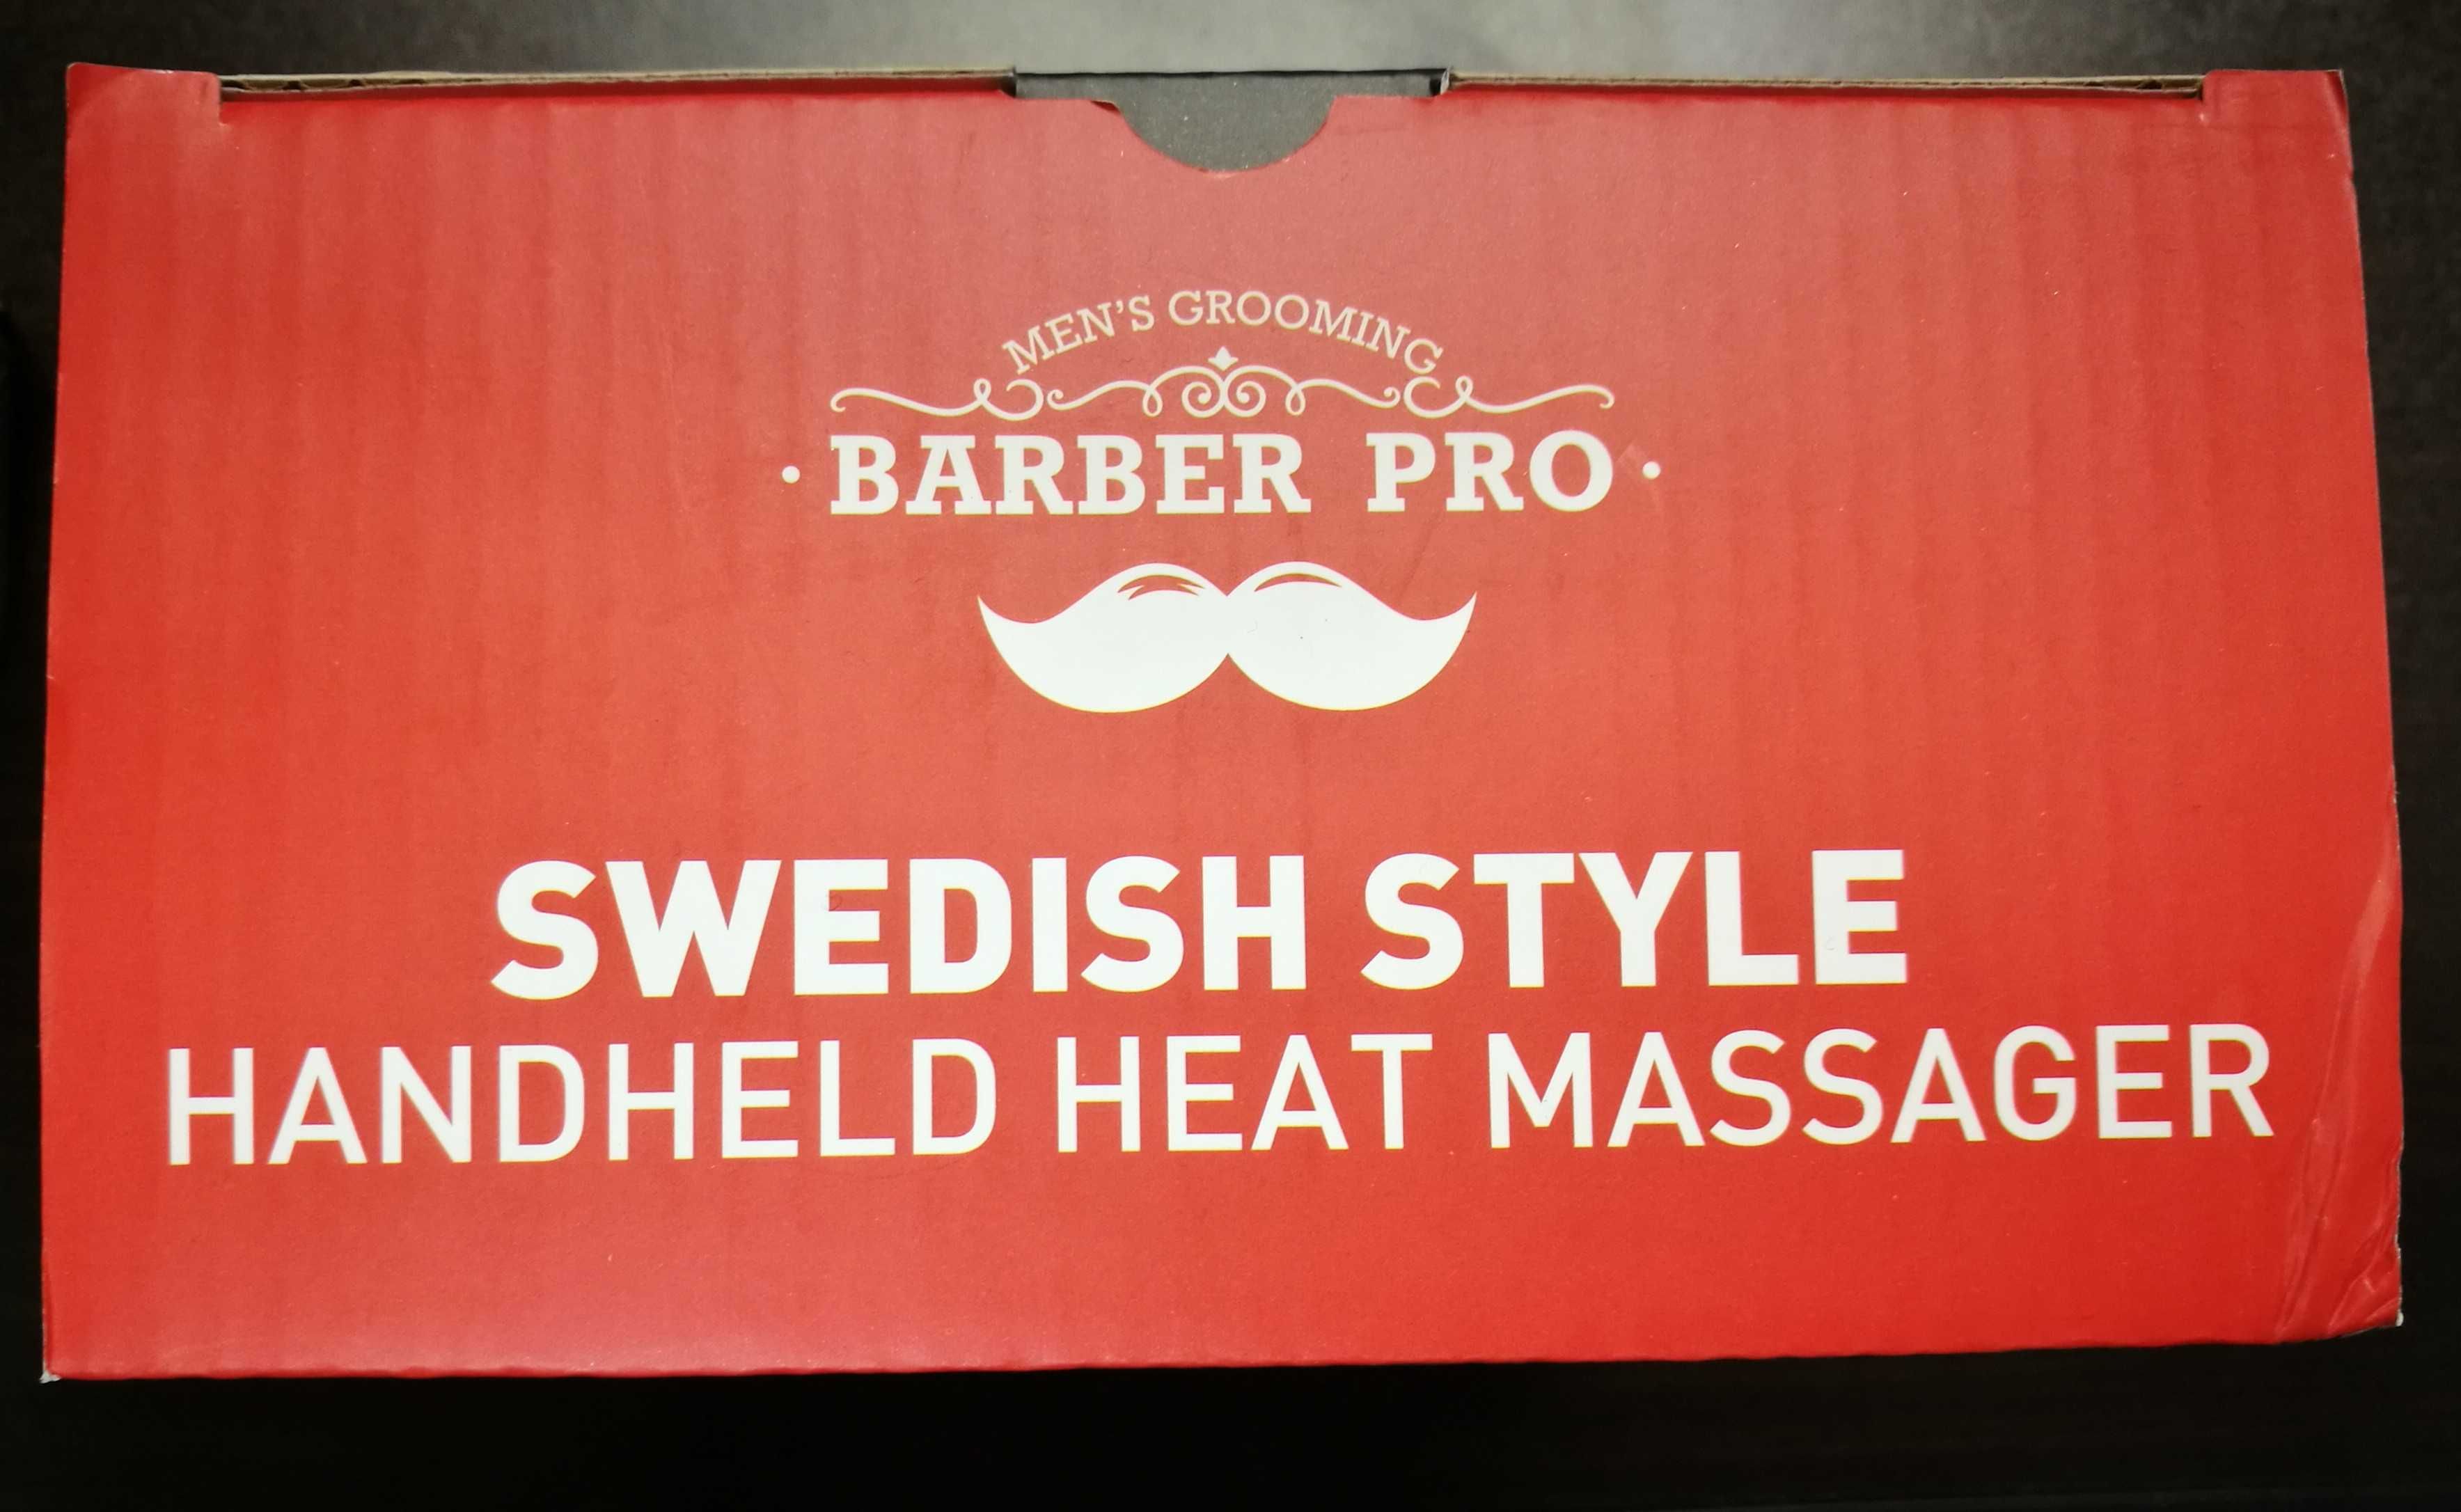 MEN'S GROOMING
· BARBER PRO ·
SWEDISH STYLE
HANDHELD HEAT MASSAGER